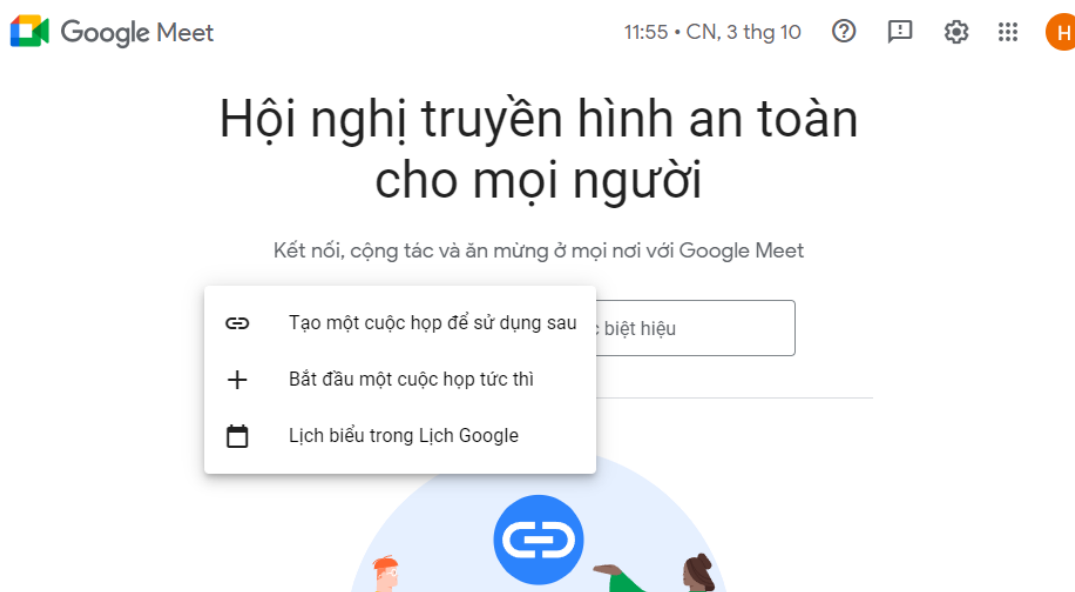 Google Meet
11:55 • CN, 3 thg 10
H
Hội nghị truyền hình an toàn
cho mọi người
Kết nối, cộng tác và ăn mừng ở mọi nơi với Google Meet
Tạo một cuộc họp để sử dụng sau
biệt hiệu
Bắt đầu một cuộc họp tức thì
Lịch biểu trong Lịch Google